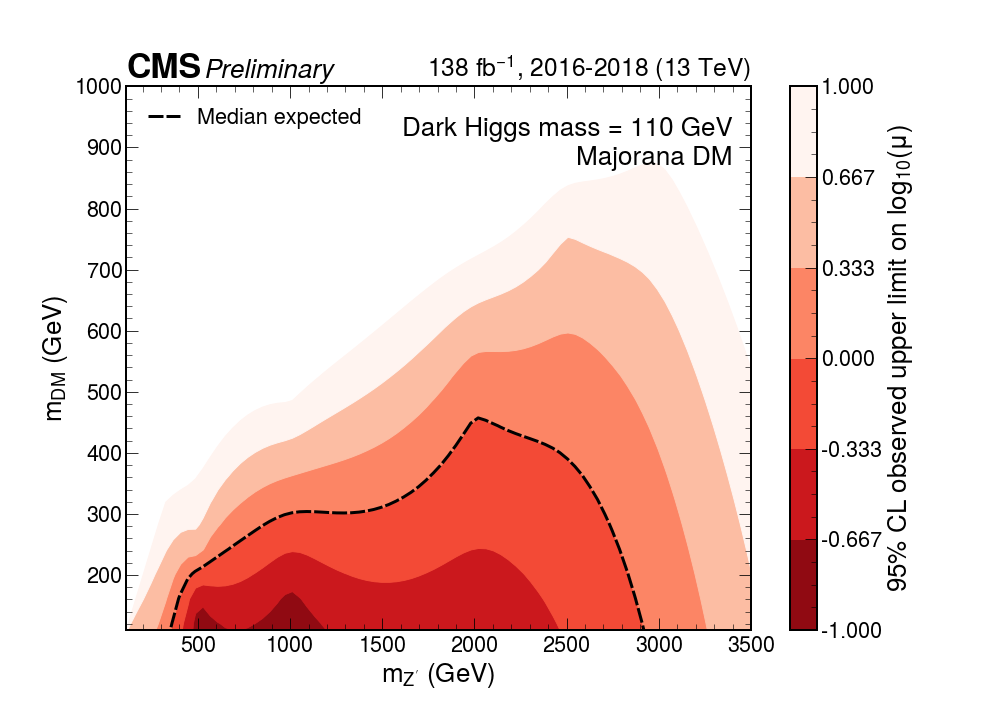 CMS Preliminary 138 fb⁻¹, 2016-2018 (13 TeV)
Median expected
Dark Higgs mass = 110 GeV
Majorana DM
1000
900
800
700
600
500
400
300
200
m_DM (GeV)
500 1000 1500 2000 2500 3000 3500
m_Z′ (GeV)
1.000
0.667
0.333
0.000
-0.333
-0.667
-1.000
95% CL observed upper limit on log₁₀(μ)